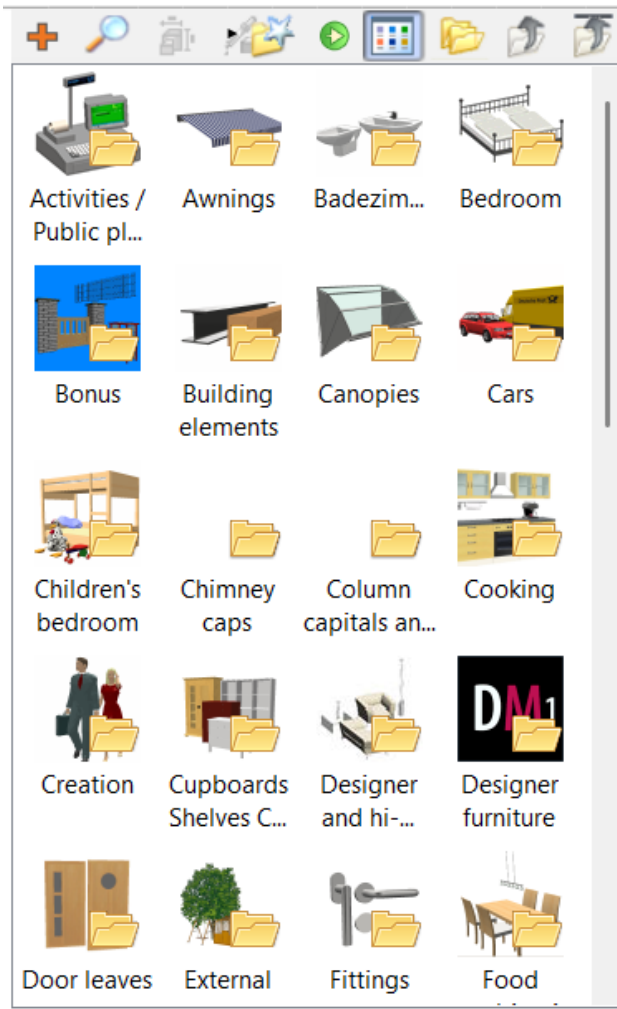 Activities / Awnings Badezim... Bedroom
Public pl...
Bonus Building Canopies Cars
elements
Children's Chimney Column Cooking
bedroom caps capitals an...
DM1
Creation Cupboards Designer Designer
Shelves C... and hi-... furniture
Door leaves External Fittings Food